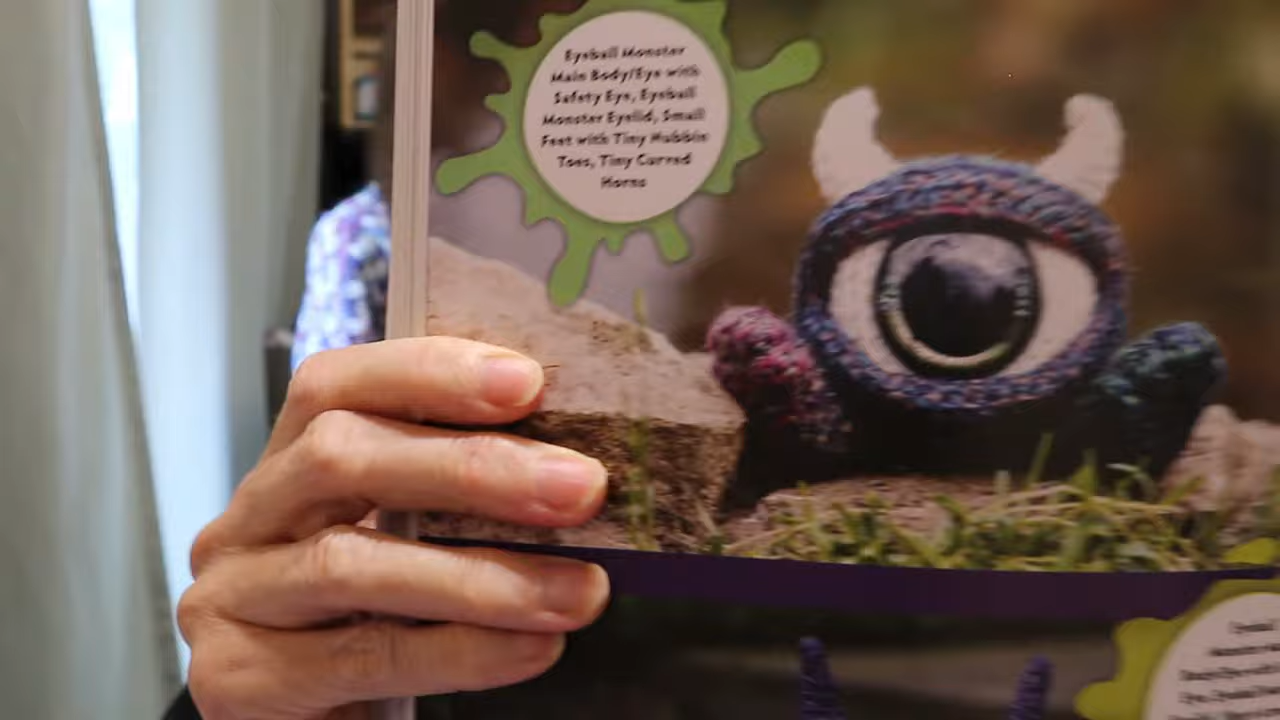 Eyeball Monster
Main Body/Eye with
Safety Eye, Eyeball
Monster Eyelid, Small
Feet with Tiny Nubbin
Toes, Tiny Curved
Horns